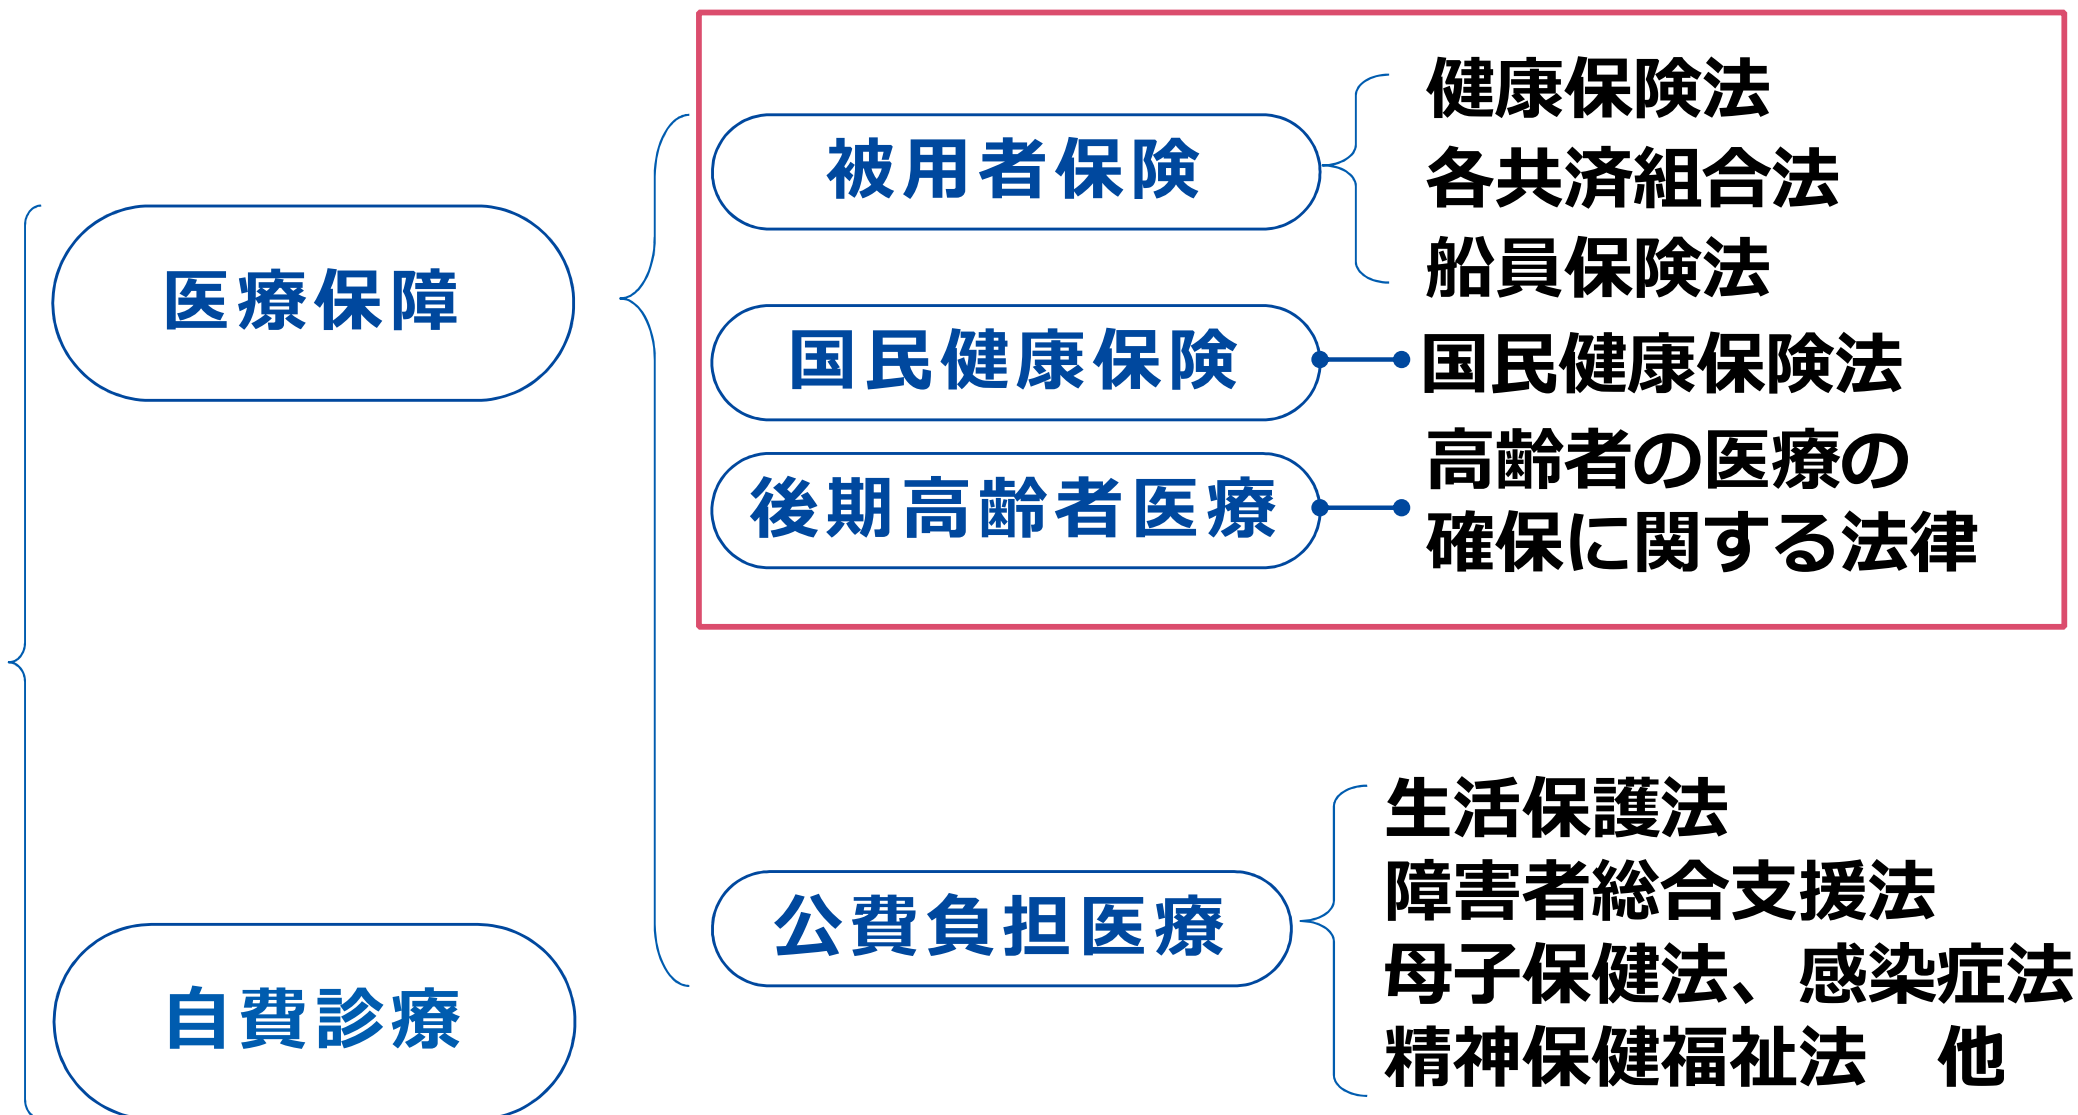 医療保障
被用者保険
健康保険法
各共済組合法
船員保険法
国民健康保険
国民健康保険法
後期高齢者医療
高齢者の医療の
確保に関する法律
公費負担医療
生活保護法
障害者総合支援法
母子保健法、感染症法
精神保健福祉法　他
自費診療